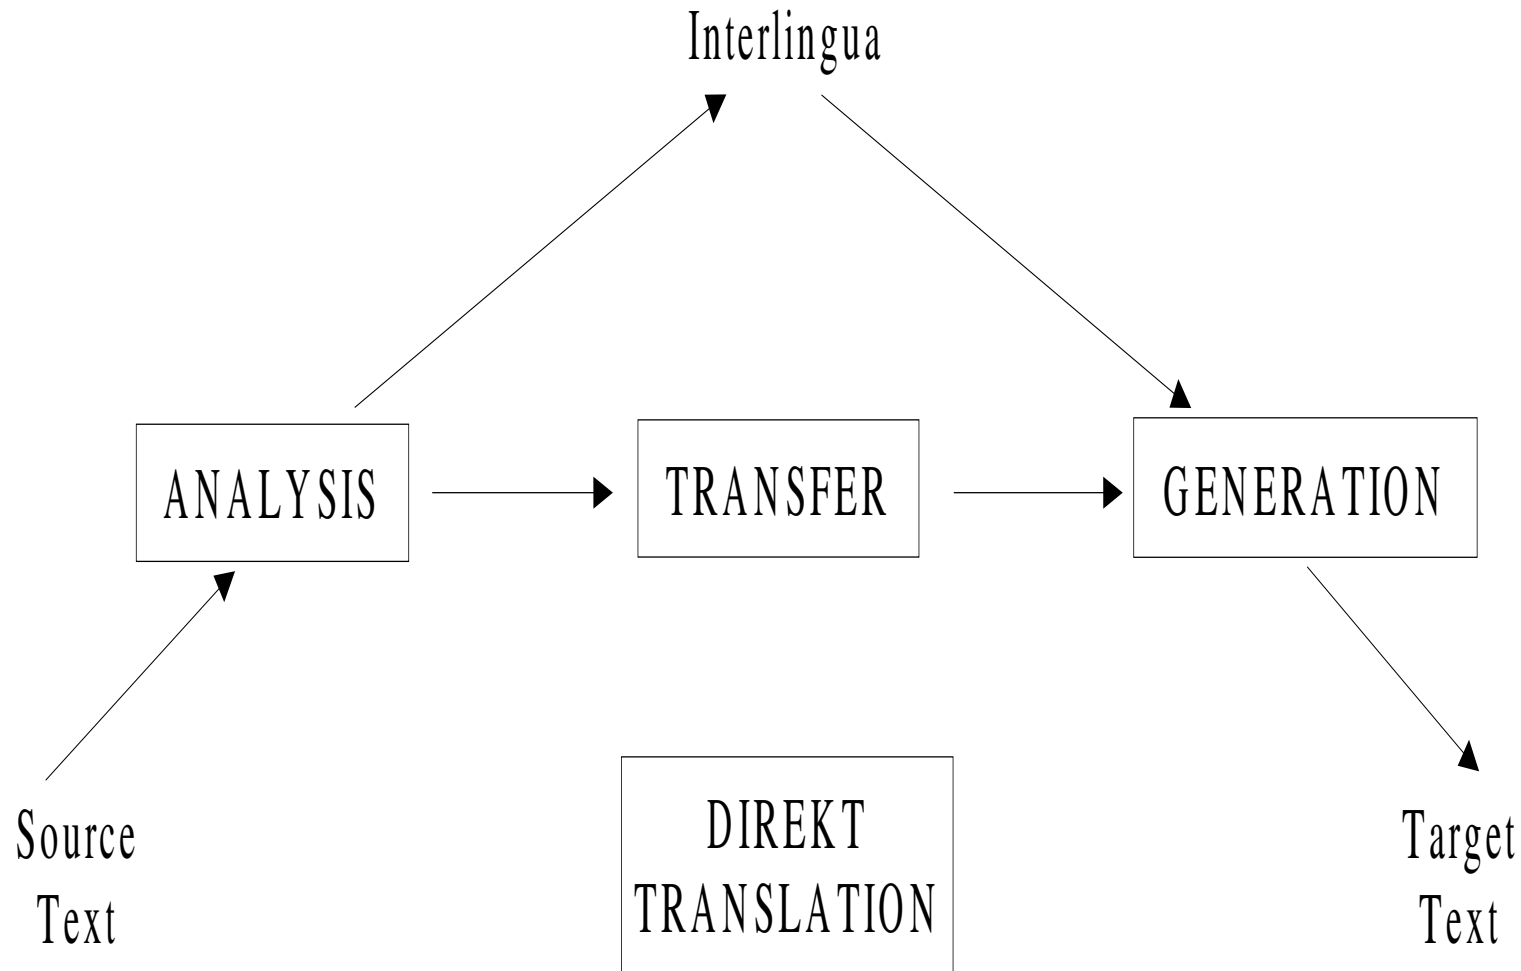 Interlingua
ANALYSIS
TRANSFER
GENERATION
Source
Text
DIREKT
TRANSLATION
Target
Text